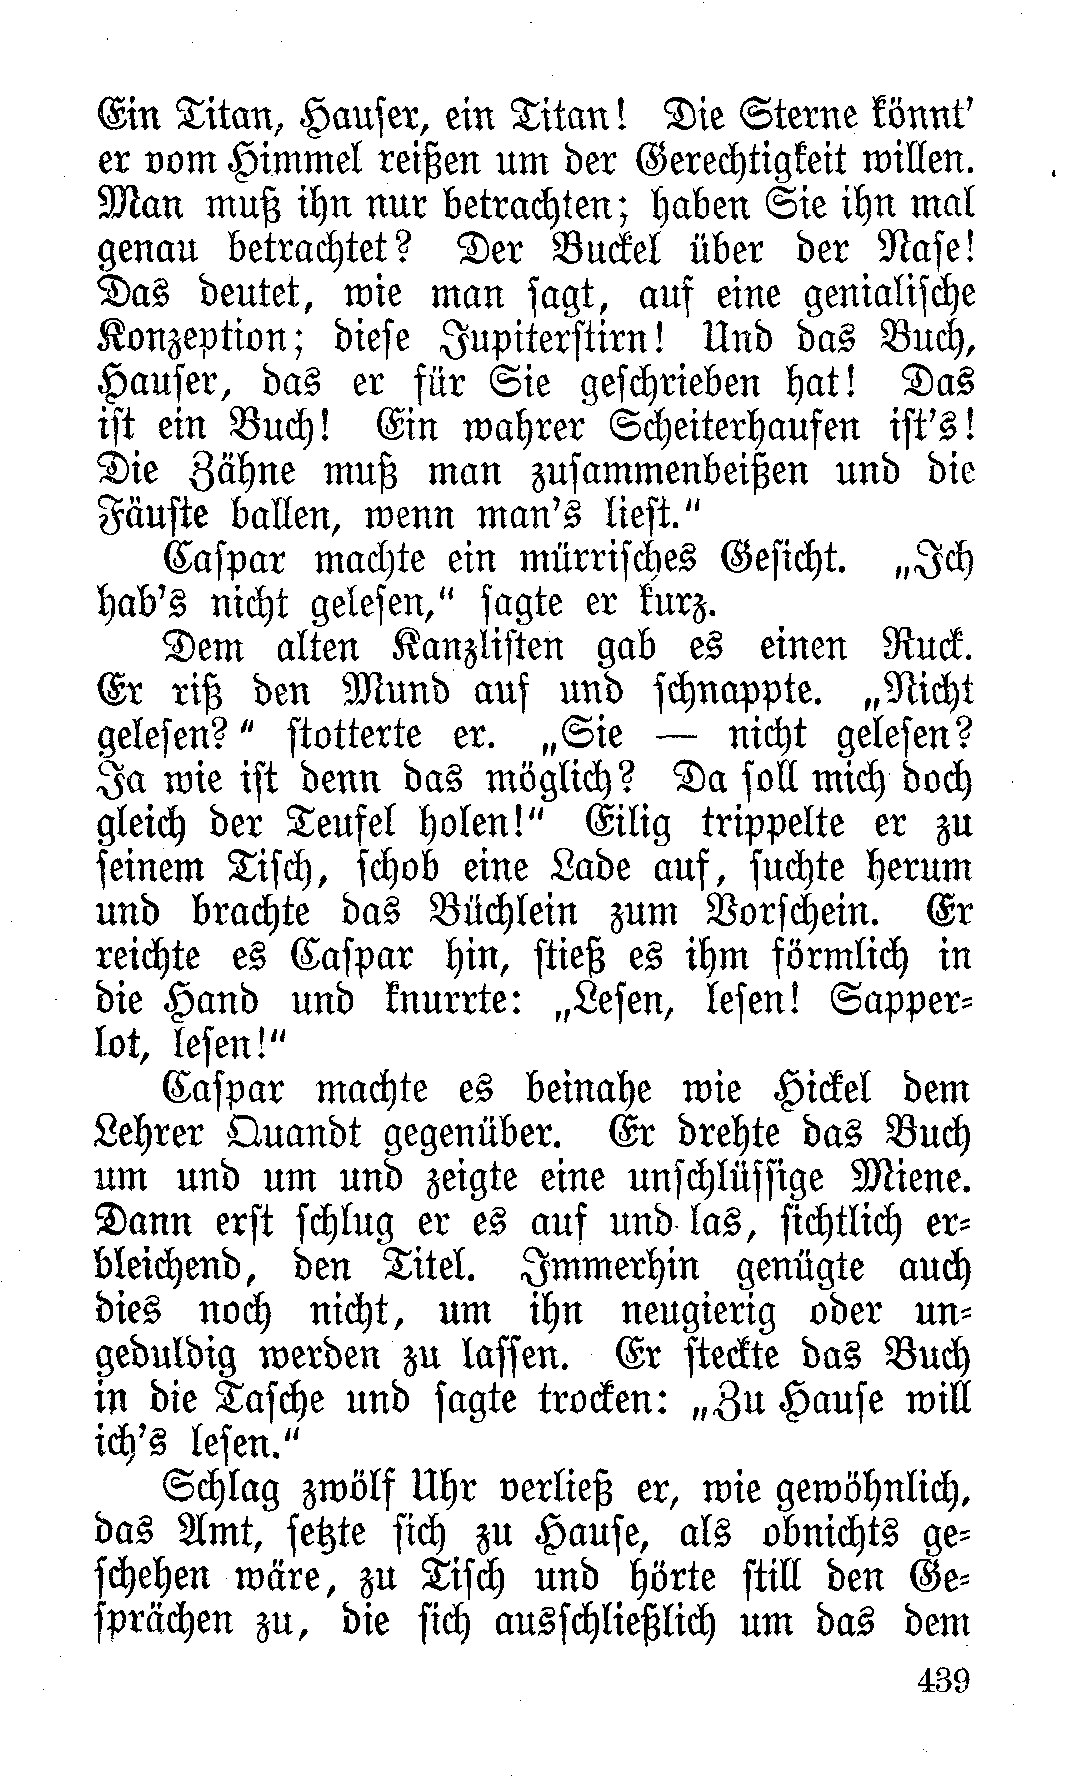 Ein Titan, Hauser, ein Titan! Die Sterne könnt'
er vom Himmel reißen um der Gerechtigkeit willen.
Man muß ihn nur betrachten; haben Sie ihn mal
genau betrachtet? Der Buckel über der Nase!
Das deutet, wie man sagt, auf eine genialische
Konzeption; diese Jupiterstirn! Und das Buch,
Hauser, das er für Sie geschrieben hat! Das
ist ein Buch! Ein wahrer Scheiterhaufen ist's!
Die Zähne muß man zusammenbeißen und die
Fäuste ballen, wenn man's liest.“
Caspar machte ein mürrisches Gesicht. „Ich
hab's nicht gelesen,“ sagte er kurz.
Dem alten Kanzlisten gab es einen Ruck.
Er riß den Mund auf und schnappte. „Nicht
gelesen?“ stotterte er. „Sie — nicht gelesen?
Ja wie ist denn das möglich? Da soll mich doch
gleich der Teufel holen!“ Eilig trippelte er zu
seinem Tisch, schob eine Lade auf, suchte herum
und brachte das Büchlein zum Vorschein. Er
reichte es Caspar hin, stieß es ihm förmlich in
die Hand und knurrte: „Lesen, lesen! Sapper-
lot, lesen!“
Caspar machte es beinahe wie Hickel dem
Lehrer Quandt gegenüber. Er drehte das Buch
um und um und zeigte eine unschlüssige Miene.
Dann erst schlug er es auf und las, sichtlich er-
bleichend, den Titel. Immerhin genügte auch
dies noch nicht, um ihn neugierig oder un-
geduldig werden zu lassen. Er steckte das Buch
in die Tasche und sagte trocken: „Zu Hause will
ich's lesen.“
Schlag zwölf Uhr verließ er, wie gewöhnlich,
das Amt, setzte sich zu Hause, als obnichts ge-
schehen wäre, zu Tisch und hörte still den Ge-
sprächen zu, die sich ausschließlich um das dem
439